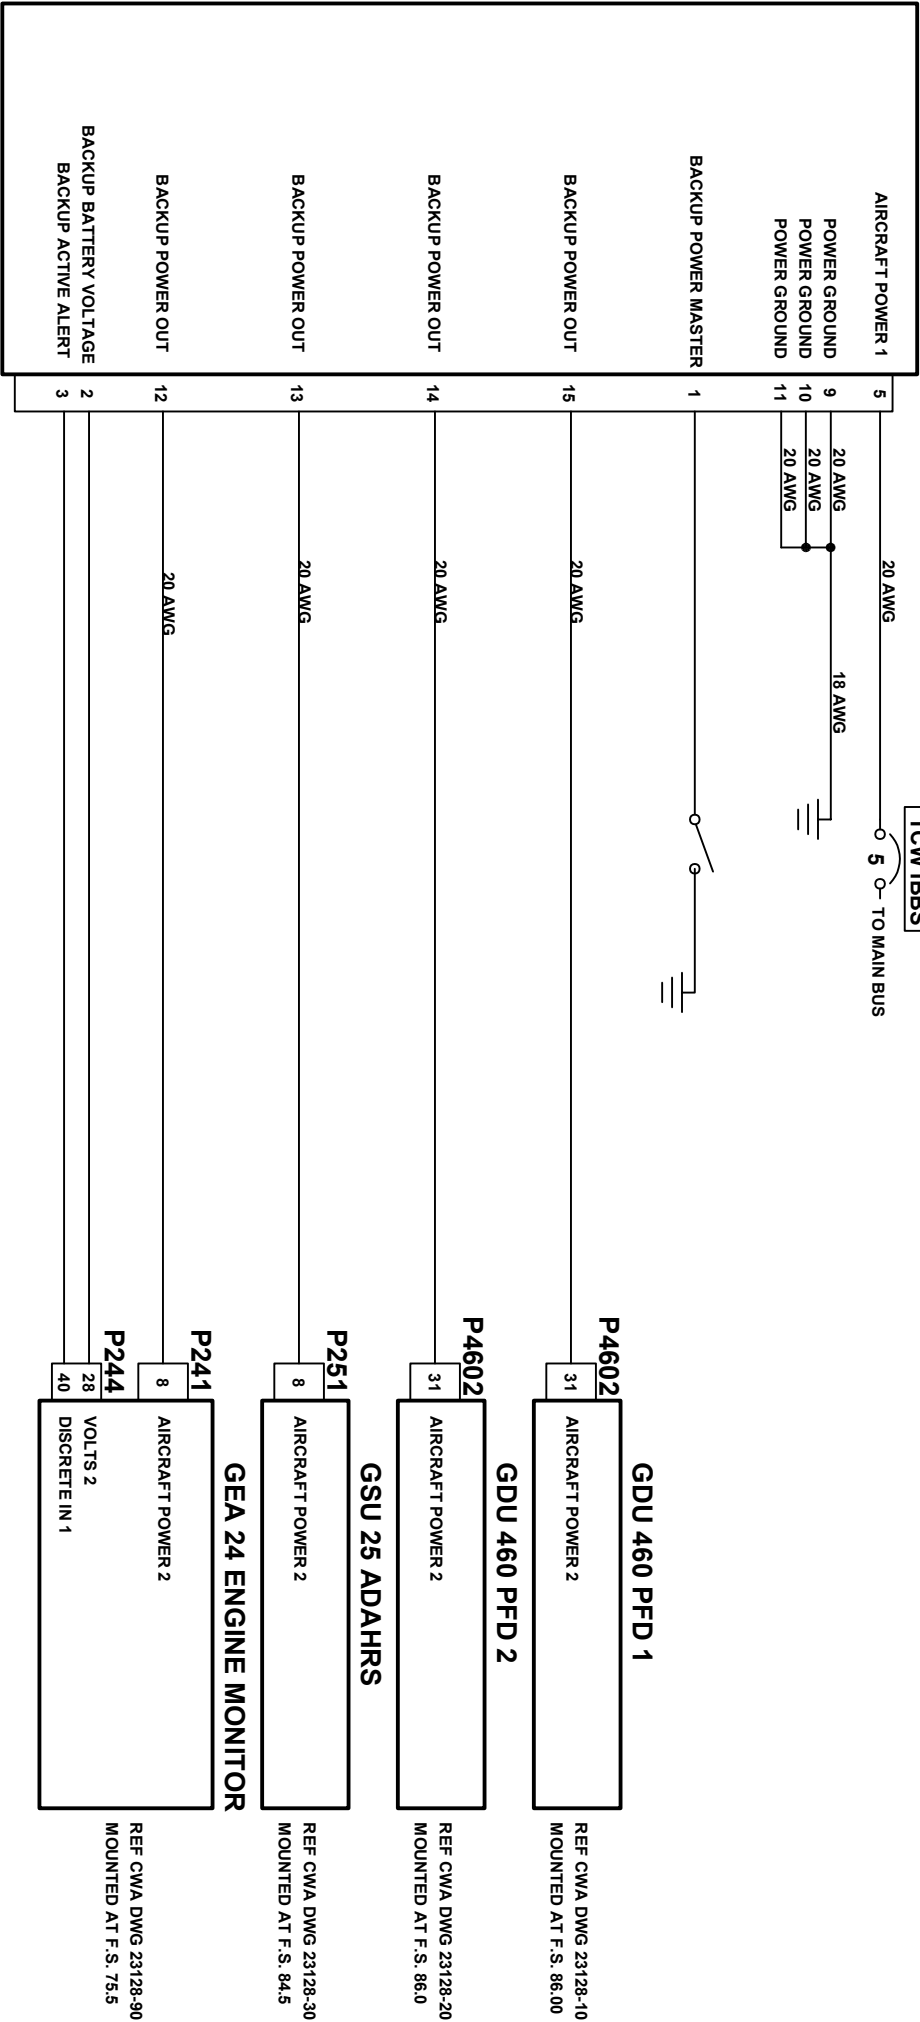 TCW IBBS
AIRCRAFT POWER 1
5
20 AWG
5
TO MAIN BUS
POWER GROUND
9
20 AWG
18 AWG
POWER GROUND
10
20 AWG
POWER GROUND
11
20 AWG
BACKUP POWER MASTER
1
GDU 460 PFD 1
P4602
BACKUP POWER OUT
15
20 AWG
31
AIRCRAFT POWER 2
REF CWA DWG 23128-10
MOUNTED AT F.S. 86.00
GDU 460 PFD 2
P4602
BACKUP POWER OUT
14
20 AWG
31
AIRCRAFT POWER 2
REF CWA DWG 23128-20
MOUNTED AT F.S. 86.0
GSU 25 ADAHRS
P251
BACKUP POWER OUT
13
20 AWG
8
AIRCRAFT POWER 2
REF CWA DWG 23128-30
MOUNTED AT F.S. 84.5
GEA 24 ENGINE MONITOR
P241
BACKUP POWER OUT
12
20 AWG
8
AIRCRAFT POWER 2
P244
BACKUP BATTERY VOLTAGE
2
28
VOLTS 2
BACKUP ACTIVE ALERT
3
40
DISCRETE IN 1
REF CWA DWG 23128-90
MOUNTED AT F.S. 75.5